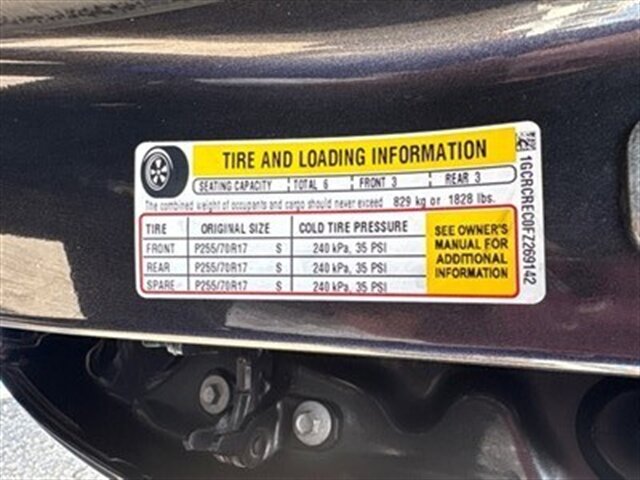 TIRE AND LOADING INFORMATION
SEATING CAPACITY TOTAL 6 FRONT 3 REAR 3
The combined weight of occupants and cargo should never exceed 829 kg or 1828 lbs.
TIRE ORIGINAL SIZE COLD TIRE PRESSURE
FRONT P255/70R17 S 240 kPa, 35 PSI
REAR P255/70R17 S 240 kPa, 35 PSI
SPARE P255/70R17 S 240 kPa, 35 PSI
SEE OWNER'S
MANUAL FOR
ADDITIONAL
INFORMATION
1GCRCREC0FZ269142